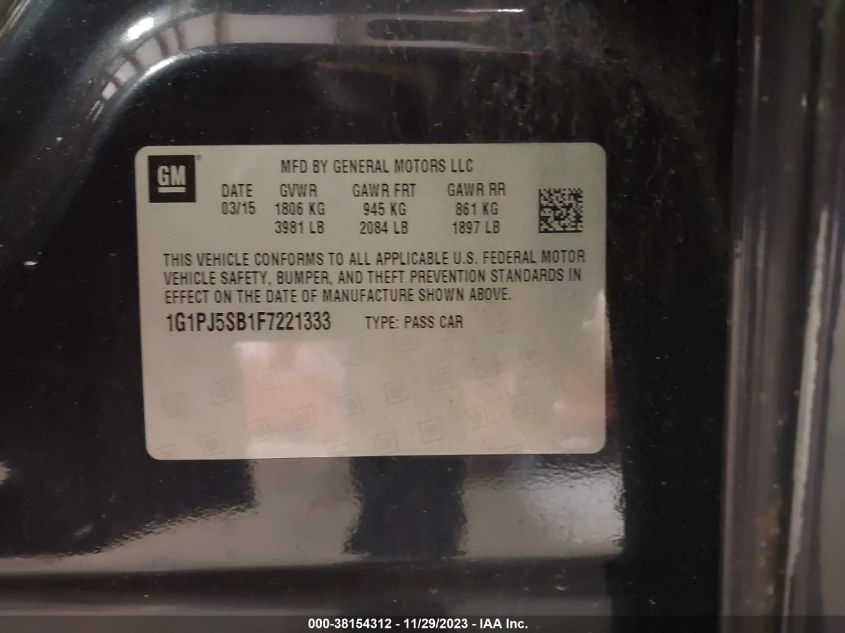 GM ®
MFD BY GENERAL MOTORS LLC
DATE GVWR GAWR FRT GAWR RR
03/15 1806 KG 945 KG 861 KG
3981 LB 2084 LB 1897 LB
THIS VEHICLE CONFORMS TO ALL APPLICABLE U.S. FEDERAL MOTOR
VEHICLE SAFETY, BUMPER, AND THEFT PREVENTION STANDARDS IN
EFFECT ON THE DATE OF MANUFACTURE SHOWN ABOVE.
1G1PJ5SB1F7221333 TYPE: PASS CAR
000-38154312 - 11/29/2023 - IAA Inc.